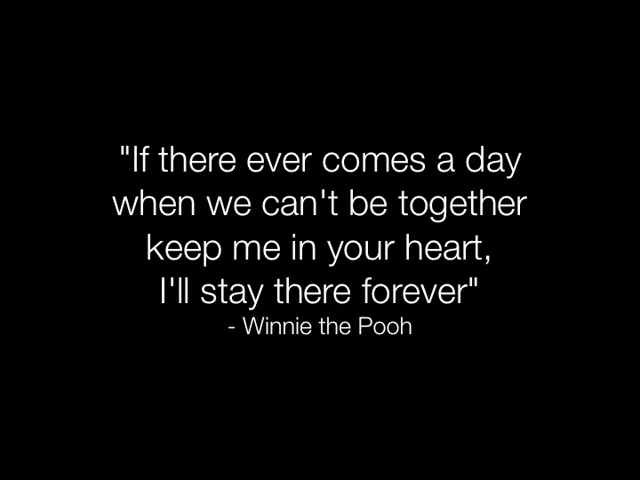 "If there ever comes a day
when we can't be together
keep me in your heart,
I'll stay there forever"
- Winnie the Pooh